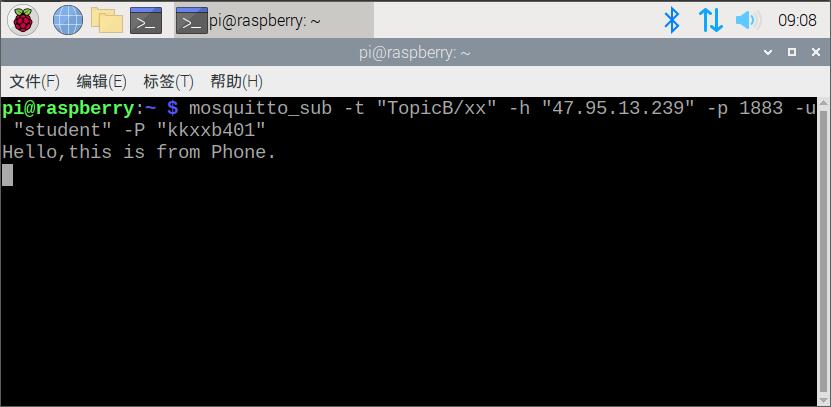 pi@raspberry: ~
09:08
pi@raspberry: ~
文件(F) 编辑(E) 标签(T) 帮助(H)
pi@raspberry:~ $ mosquitto_sub -t "TopicB/xx" -h "47.95.13.239" -p 1883 -u
 "student" -P "kkxxb401"
Hello,this is from Phone.